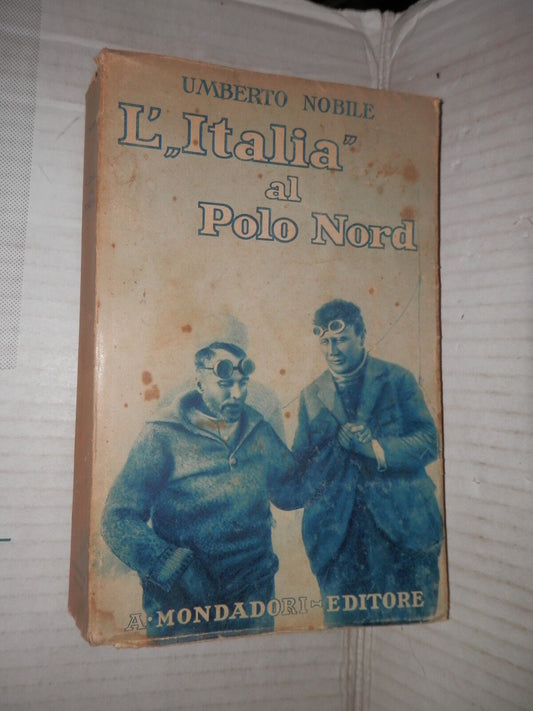 UMBERTO NOBILE
L'„Italia”
al
Polo Nord
A·MONDADORI-EDITORE